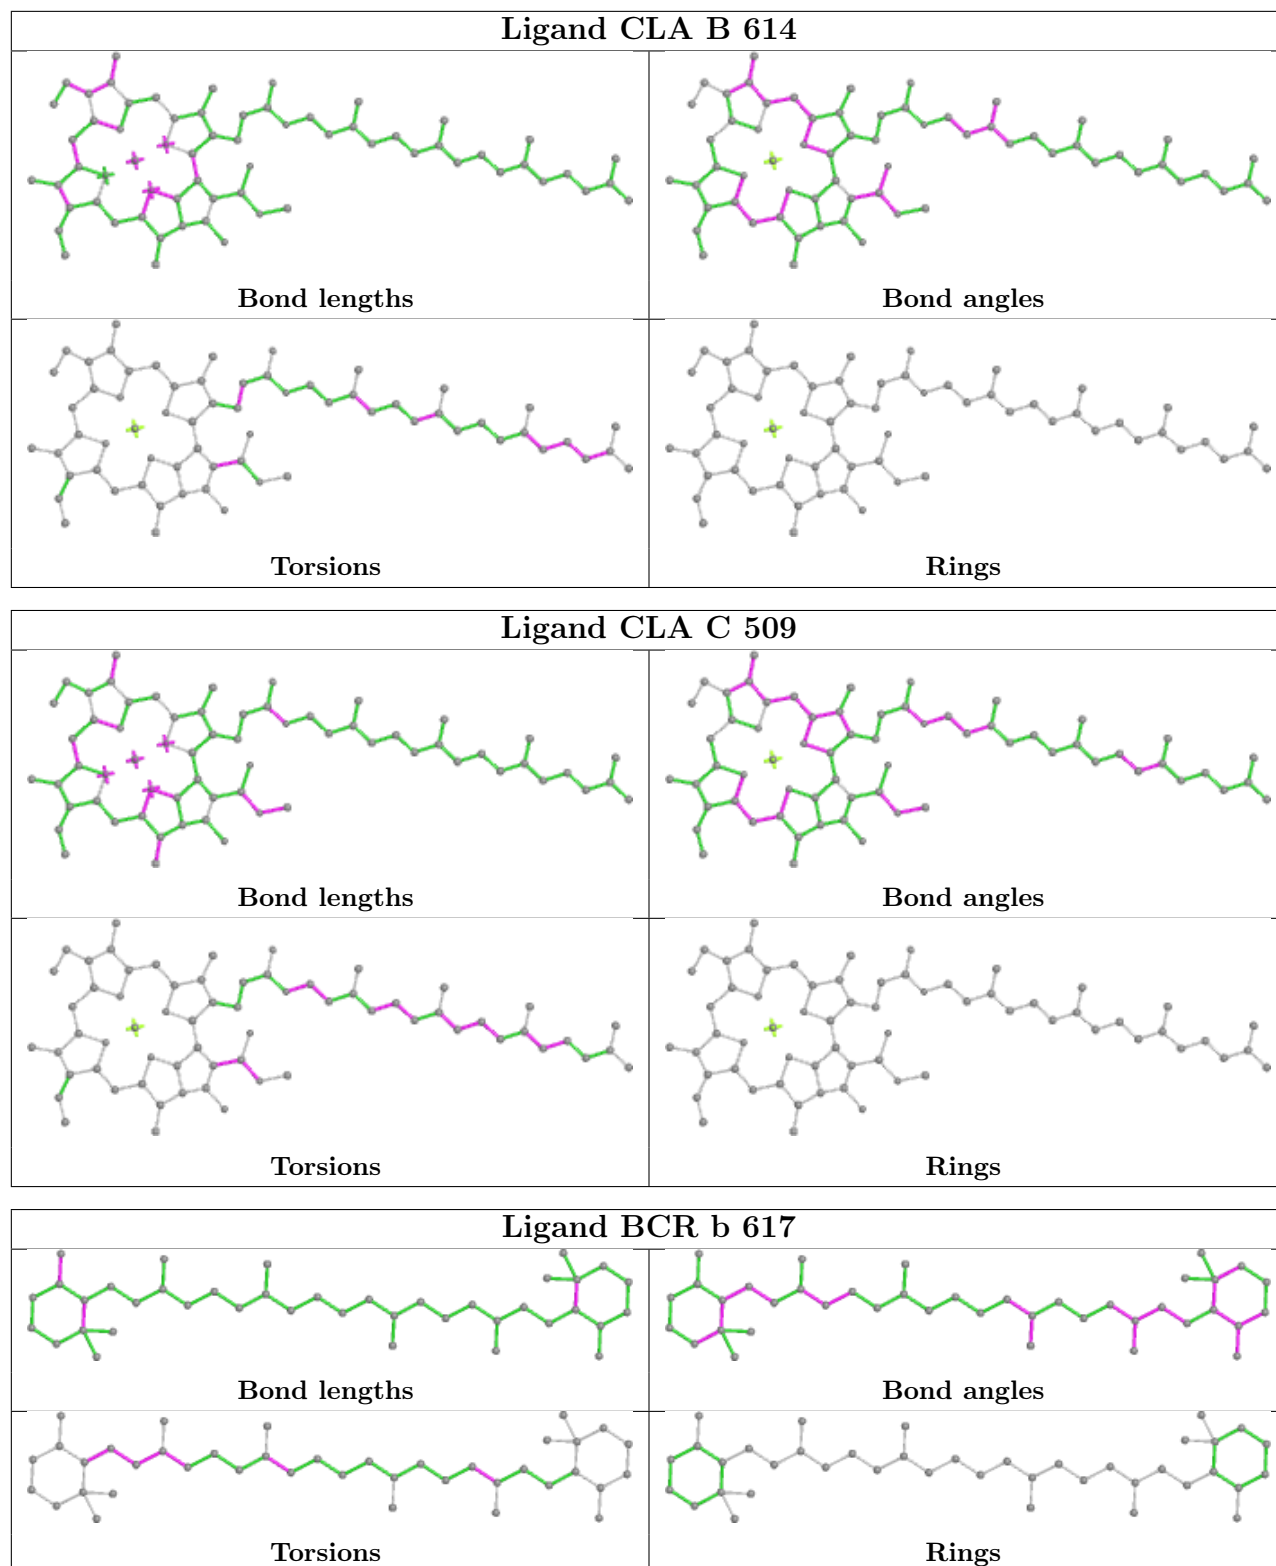 Ligand CLA B 614
Bond lengths
Bond angles
Torsions
Rings
Ligand CLA C 509
Bond lengths
Bond angles
Torsions
Rings
Ligand BCR b 617
Bond lengths
Bond angles
Torsions
Rings